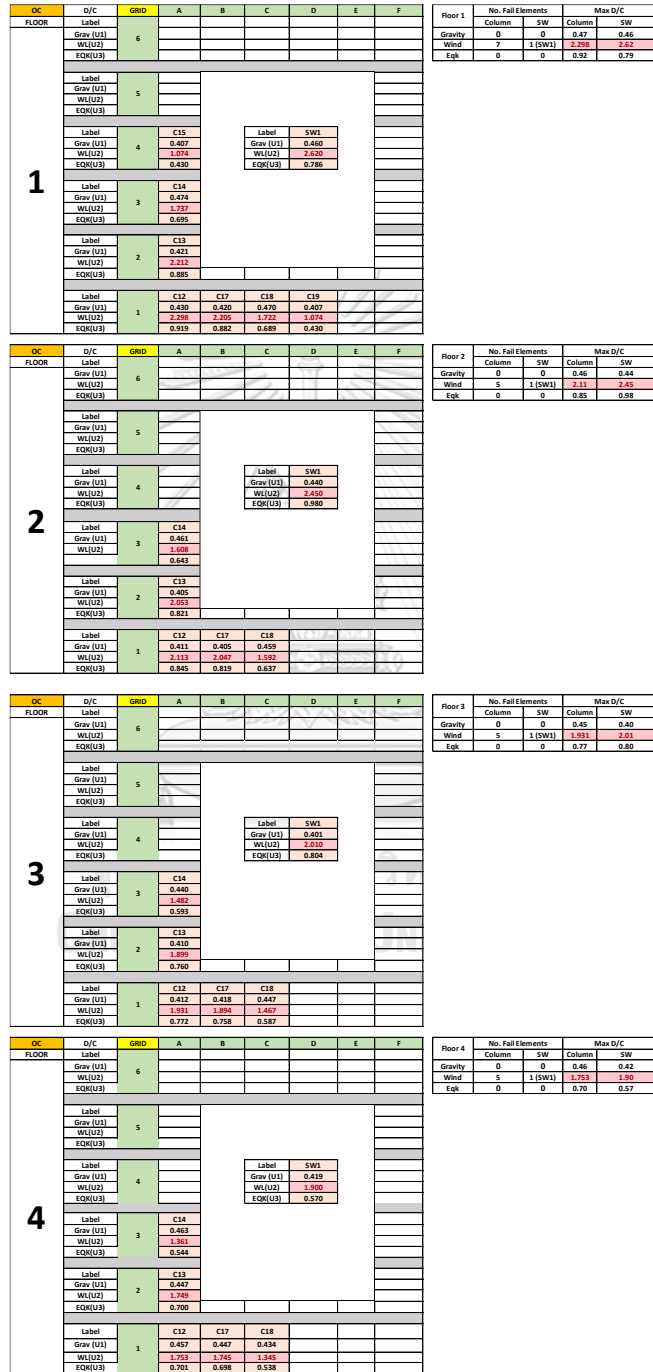 OC D/C GRID A B C D E F
FLOOR Label
Grav (U1) 6
WL(U2)
EQK(U3)
Floor 1 No. Fail Elements Max D/C
Column SW Column SW
Gravity 0 0 0.47 0.46
Wind 7 1 (SW1) 2.298 2.62
Eqk 0 0 0.92 0.79
1
Label
Grav (U1) 5
WL(U2)
EQK(U3)
Label C15 Label SW1
Grav (U1) 4 0.407 Grav (U1) 0.460
WL(U2) 1.074 WL(U2) 2.620
EQK(U3) 0.430 EQK(U3) 0.786
Label C14
Grav (U1) 3 0.474
WL(U2) 1.737
EQK(U3) 0.695
Label C13
Grav (U1) 2 0.421
WL(U2) 2.212
EQK(U3) 0.885
Label C12 C17 C18 C19
Grav (U1) 1 0.430 0.420 0.470 0.407
WL(U2) 2.298 2.205 1.722 1.074
EQK(U3) 0.919 0.882 0.689 0.430
OC D/C GRID A B C D E F
FLOOR Label
Grav (U1) 6
WL(U2)
EQK(U3)
Floor 2 No. Fail Elements Max D/C
Column SW Column SW
Gravity 0 0 0.46 0.44
Wind 5 1 (SW1) 2.11 2.45
Eqk 0 0 0.85 0.98
2
Label
Grav (U1) 5
WL(U2)
EQK(U3)
Label Label SW1
Grav (U1) 4 Grav (U1) 0.440
WL(U2) WL(U2) 2.450
EQK(U3) EQK(U3) 0.980
Label C14
Grav (U1) 3 0.461
WL(U2) 1.608
0.643
Label C13
Grav (U1) 2 0.405
WL(U2) 2.053
EQK(U3) 0.821
Label C12 C17 C18
Grav (U1) 1 0.411 0.405 0.459
WL(U2) 2.113 2.047 1.592
EQK(U3) 0.845 0.819 0.637
OC D/C GRID A B C D E F
FLOOR Label
Grav (U1) 6
WL(U2)
EQK(U3)
Floor 3 No. Fail Elements Max D/C
Column SW Column SW
Gravity 0 0 0.45 0.40
Wind 5 1 (SW1) 1.931 2.01
Eqk 0 0 0.77 0.80
3
Label
Grav (U1) 5
WL(U2)
EQK(U3)
Label Label SW1
Grav (U1) 4 Grav (U1) 0.401
WL(U2) WL(U2) 2.010
EQK(U3) EQK(U3) 0.804
Label C14
Grav (U1) 3 0.440
WL(U2) 1.482
EQK(U3) 0.593
Label C13
Grav (U1) 2 0.410
WL(U2) 1.899
EQK(U3) 0.760
Label C12 C17 C18
Grav (U1) 1 0.412 0.418 0.447
WL(U2) 1.931 1.894 1.467
EQK(U3) 0.772 0.758 0.587
OC D/C GRID A B C D E F
FLOOR Label
Grav (U1) 6
WL(U2)
EQK(U3)
Floor 4 No. Fail Elements Max D/C
Column SW Column SW
Gravity 0 0 0.46 0.42
Wind 5 1 (SW1) 1.753 1.90
Eqk 0 0 0.70 0.57
4
Label
Grav (U1) 5
WL(U2)
EQK(U3)
Label Label SW1
Grav (U1) 4 Grav (U1) 0.419
WL(U2) WL(U2) 1.900
EQK(U3) EQK(U3) 0.570
Label C14
Grav (U1) 3 0.463
WL(U2) 1.361
EQK(U3) 0.544
Label C13
Grav (U1) 2 0.447
WL(U2) 1.749
EQK(U3) 0.700
Label C12 C17 C18
Grav (U1) 1 0.457 0.447 0.434
WL(U2) 1.753 1.745 1.345
EQK(U3) 0.701 0.698 0.538